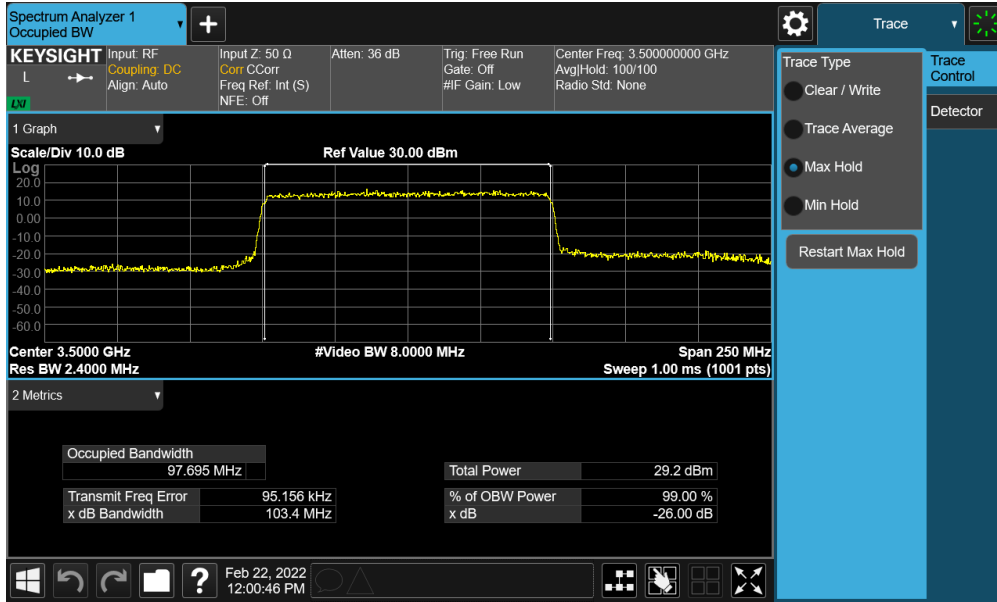 Spectrum Analyzer 1
Occupied BW
+
Trace
KEYSIGHT
L
LXI
Input: RF
Coupling: DC
Align: Auto
Input Z: 50 Ω
Corr CCorr
Freq Ref: Int (S)
NFE: Off
Atten: 36 dB
Trig: Free Run
Gate: Off
#IF Gain: Low
Center Freq: 3.500000000 GHz
Avg|Hold: 100/100
Radio Std: None
Trace Type
Clear / Write
Trace Average
Max Hold
Min Hold
Restart Max Hold
Trace
Control
Detector
1 Graph
Scale/Div 10.0 dB
Ref Value 30.00 dBm
Log
20.0
10.0
0.00
-10.0
-20.0
-30.0
-40.0
-50.0
-60.0
Center 3.5000 GHz
#Video BW 8.0000 MHz
Span 250 MHz
Res BW 2.4000 MHz
Sweep 1.00 ms (1001 pts)
2 Metrics
Occupied Bandwidth
97.695 MHz
Total Power 29.2 dBm
Transmit Freq Error 95.156 kHz
% of OBW Power 99.00 %
x dB Bandwidth 103.4 MHz
x dB -26.00 dB
?
Feb 22, 2022
12:00:46 PM